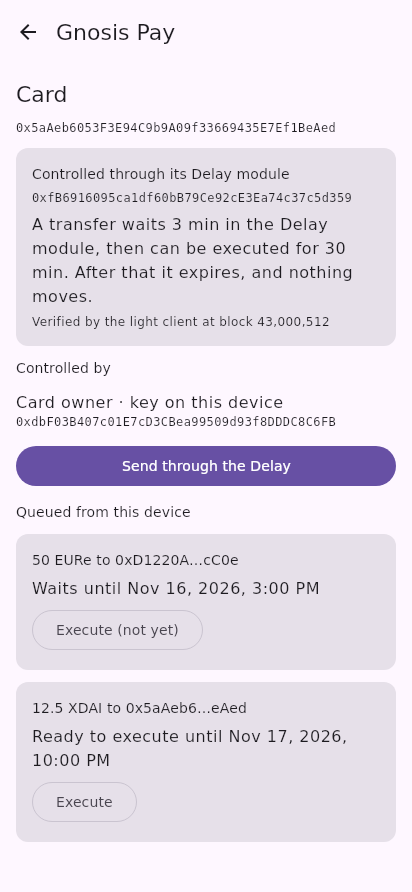 Gnosis Pay
Card
0x5aAeb6053F3E94C9b9A09f33669435E7Ef1BeAed
Controlled through its Delay module
0xfB6916095ca1df60bB79Ce92cE3Ea74c37c5d359
A transfer waits 3 min in the Delay
module, then can be executed for 30
min. After that it expires, and nothing
moves.
Verified by the light client at block 43,000,512
Controlled by
Card owner · key on this device
0xdbF03B407c01E7cD3CBea99509d93f8DDDC8C6FB
Send through the Delay
Queued from this device
50 EURe to 0xD1220A…cC0e
Waits until Nov 16, 2026, 3:00 PM
Execute (not yet)
12.5 XDAI to 0x5aAeb6…eAed
Ready to execute until Nov 17, 2026,
10:00 PM
Execute